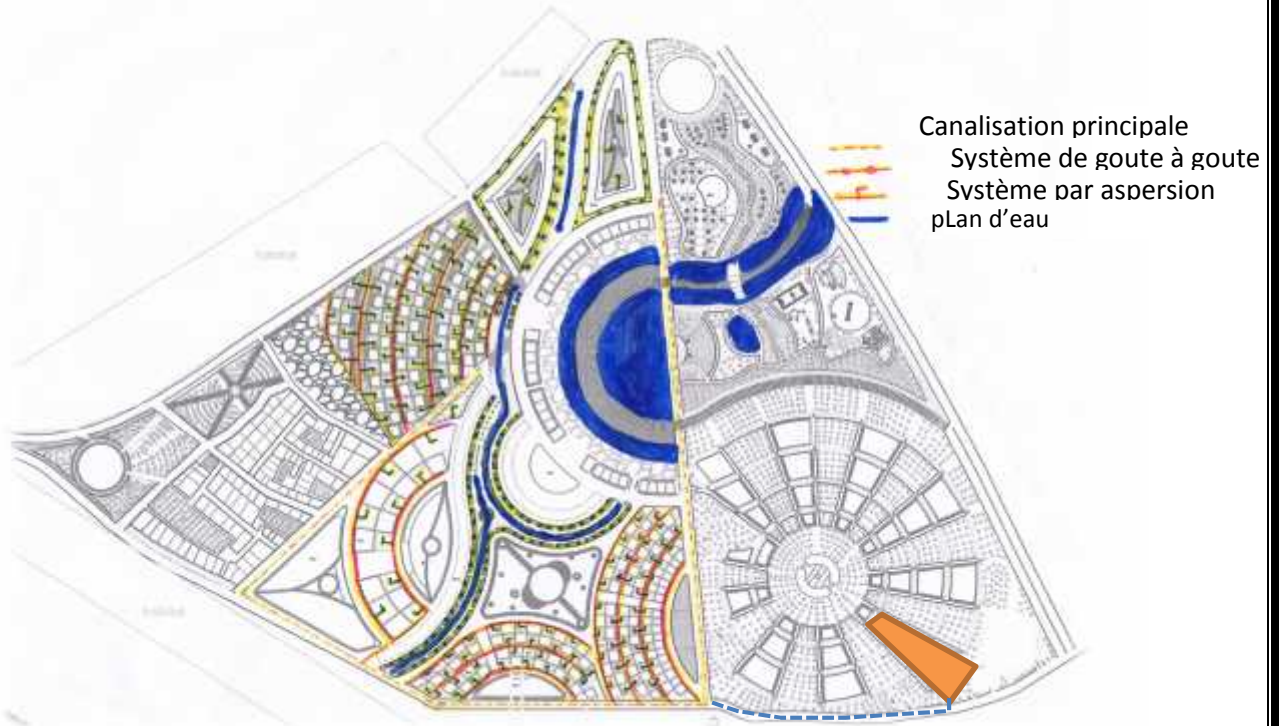 Canalisation principale
Système de goute à goute
Système par aspersion
pLan d'eau